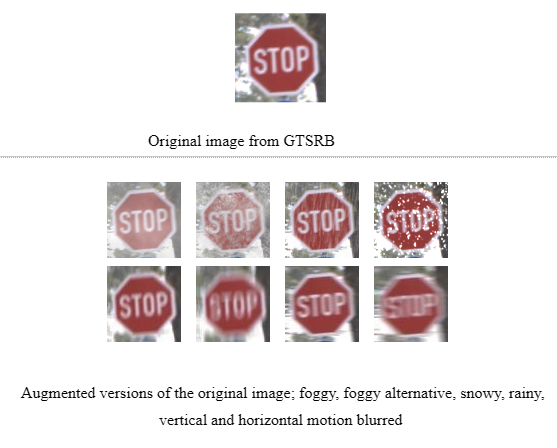 STOP
Original image from GTSRB
STOP STOP STOP STOP
STOP STOP STOP STOP
Augmented versions of the original image; foggy, foggy alternative, snowy, rainy,
vertical and horizontal motion blurred